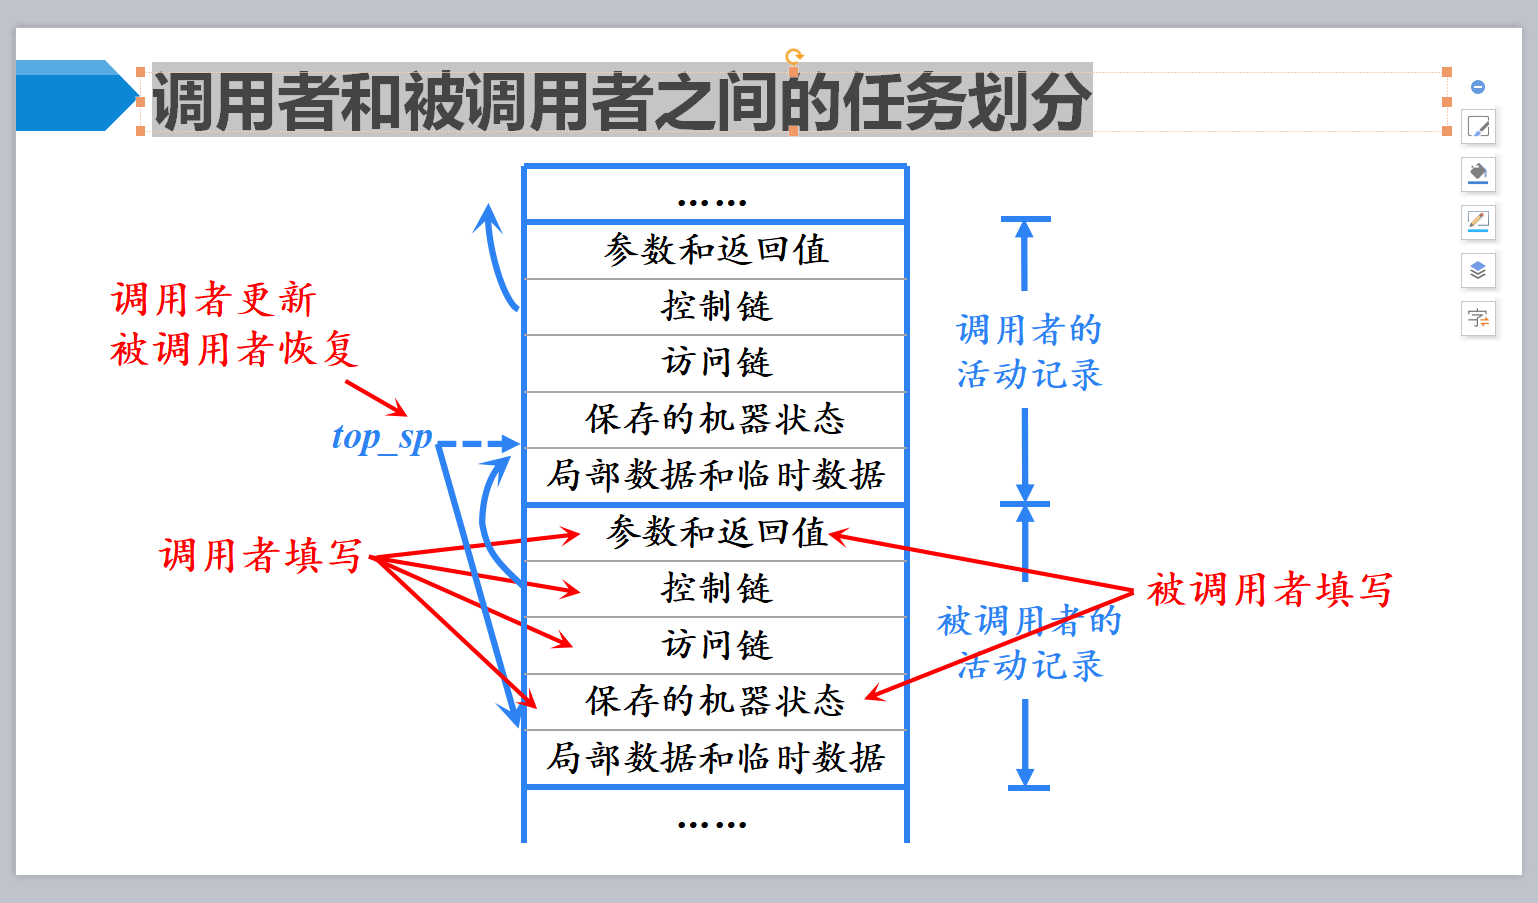 调用者和被调用者之间的任务划分
……
参数和返回值
控制链
访问链
保存的机器状态
局部数据和临时数据
参数和返回值
控制链
访问链
保存的机器状态
局部数据和临时数据
……
调用者更新
被调用者恢复
top_sp
调用者填写
调用者的
活动记录
被调用者的
活动记录
被调用者填写
字